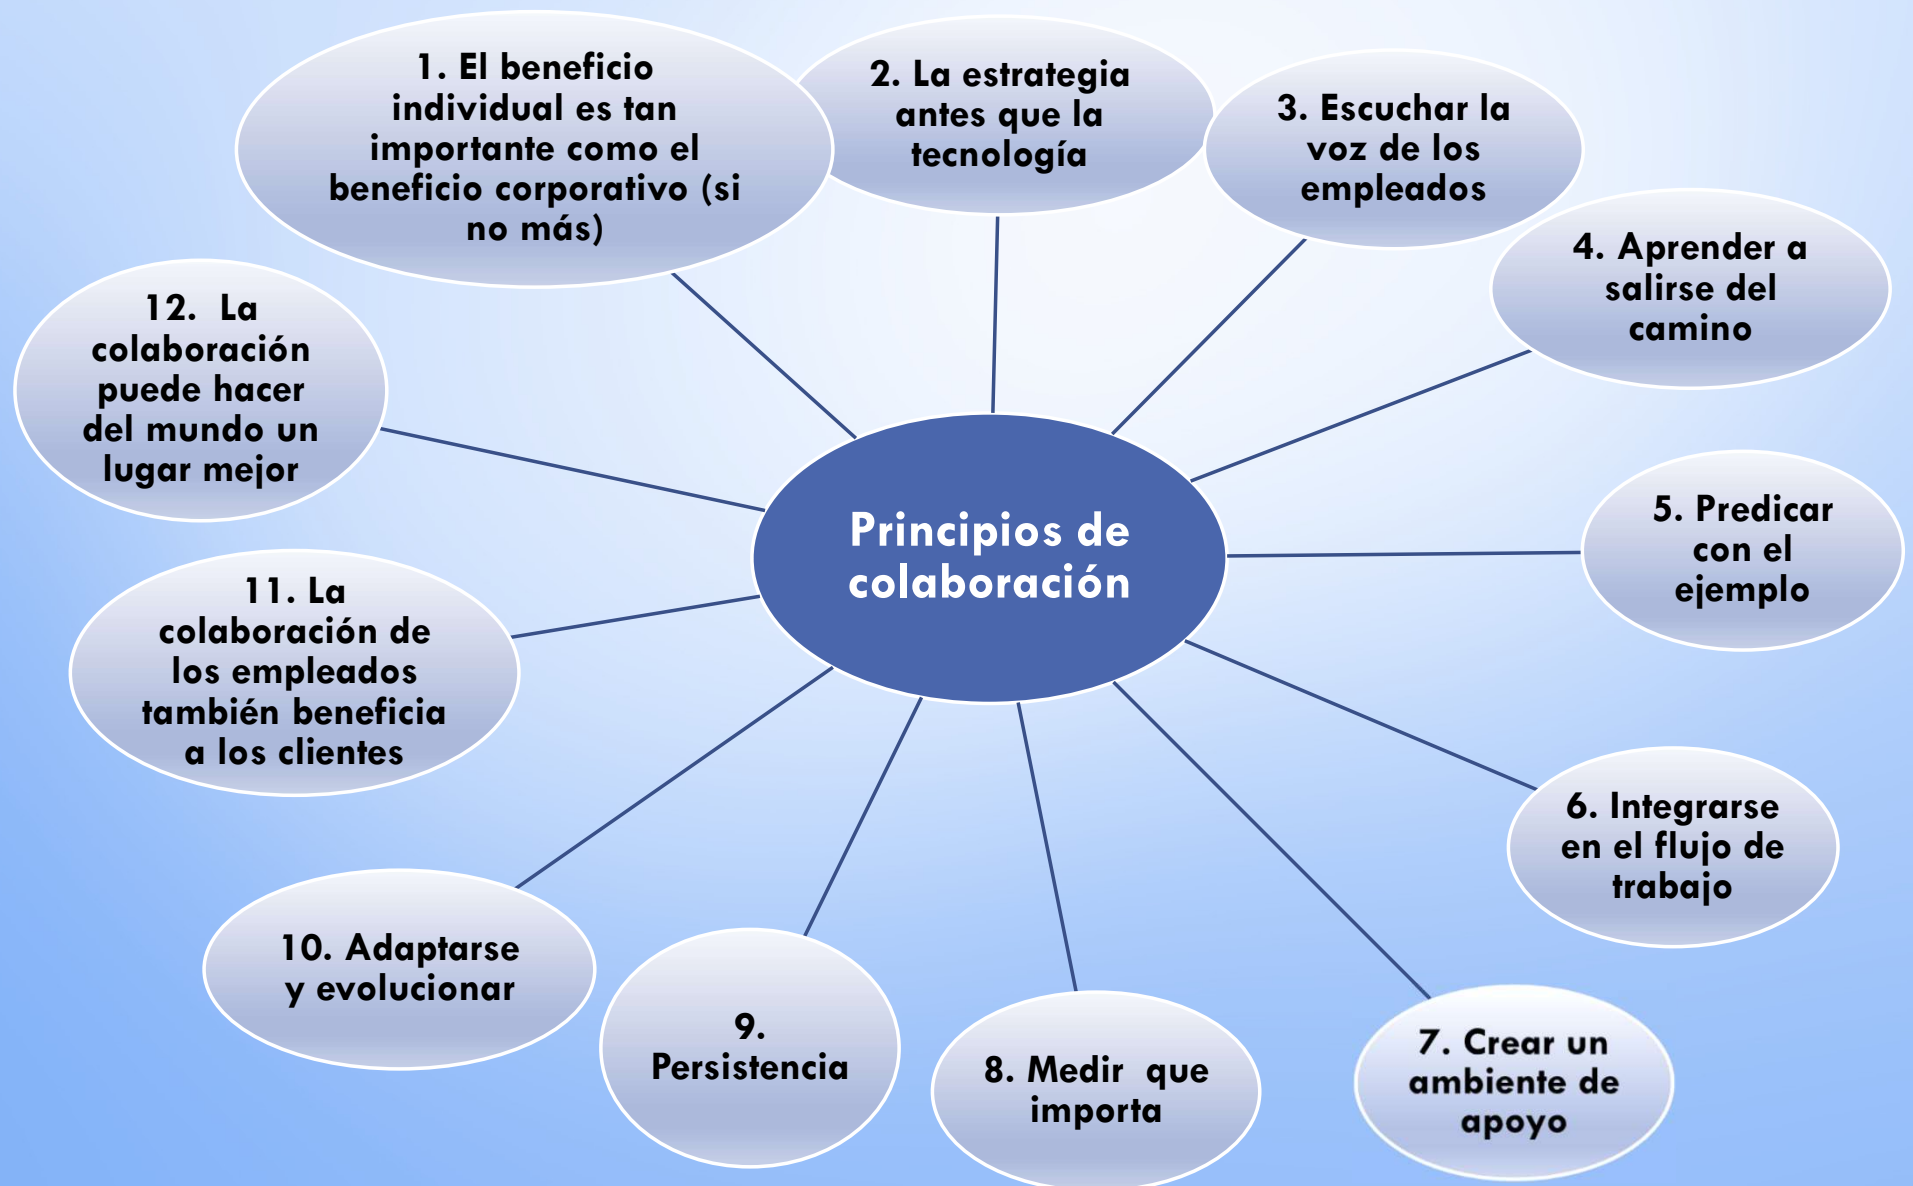 1. El beneficio
individual es tan
importante como el
beneficio corporativo (si
no más)
2. La estrategia
antes que la
tecnología
3. Escuchar la
voz de los
empleados
4. Aprender a
salirse del
camino
5. Predicar
con el
ejemplo
6. Integrarse
en el flujo de
trabajo
7. Crear un
ambiente de
apoyo
8. Medir  que
importa
9.
Persistencia
10. Adaptarse
y evolucionar
11. La
colaboración de
los empleados
también beneficia
a los clientes
12.  La
colaboración
puede hacer
del mundo un
lugar mejor
Principios de
colaboración